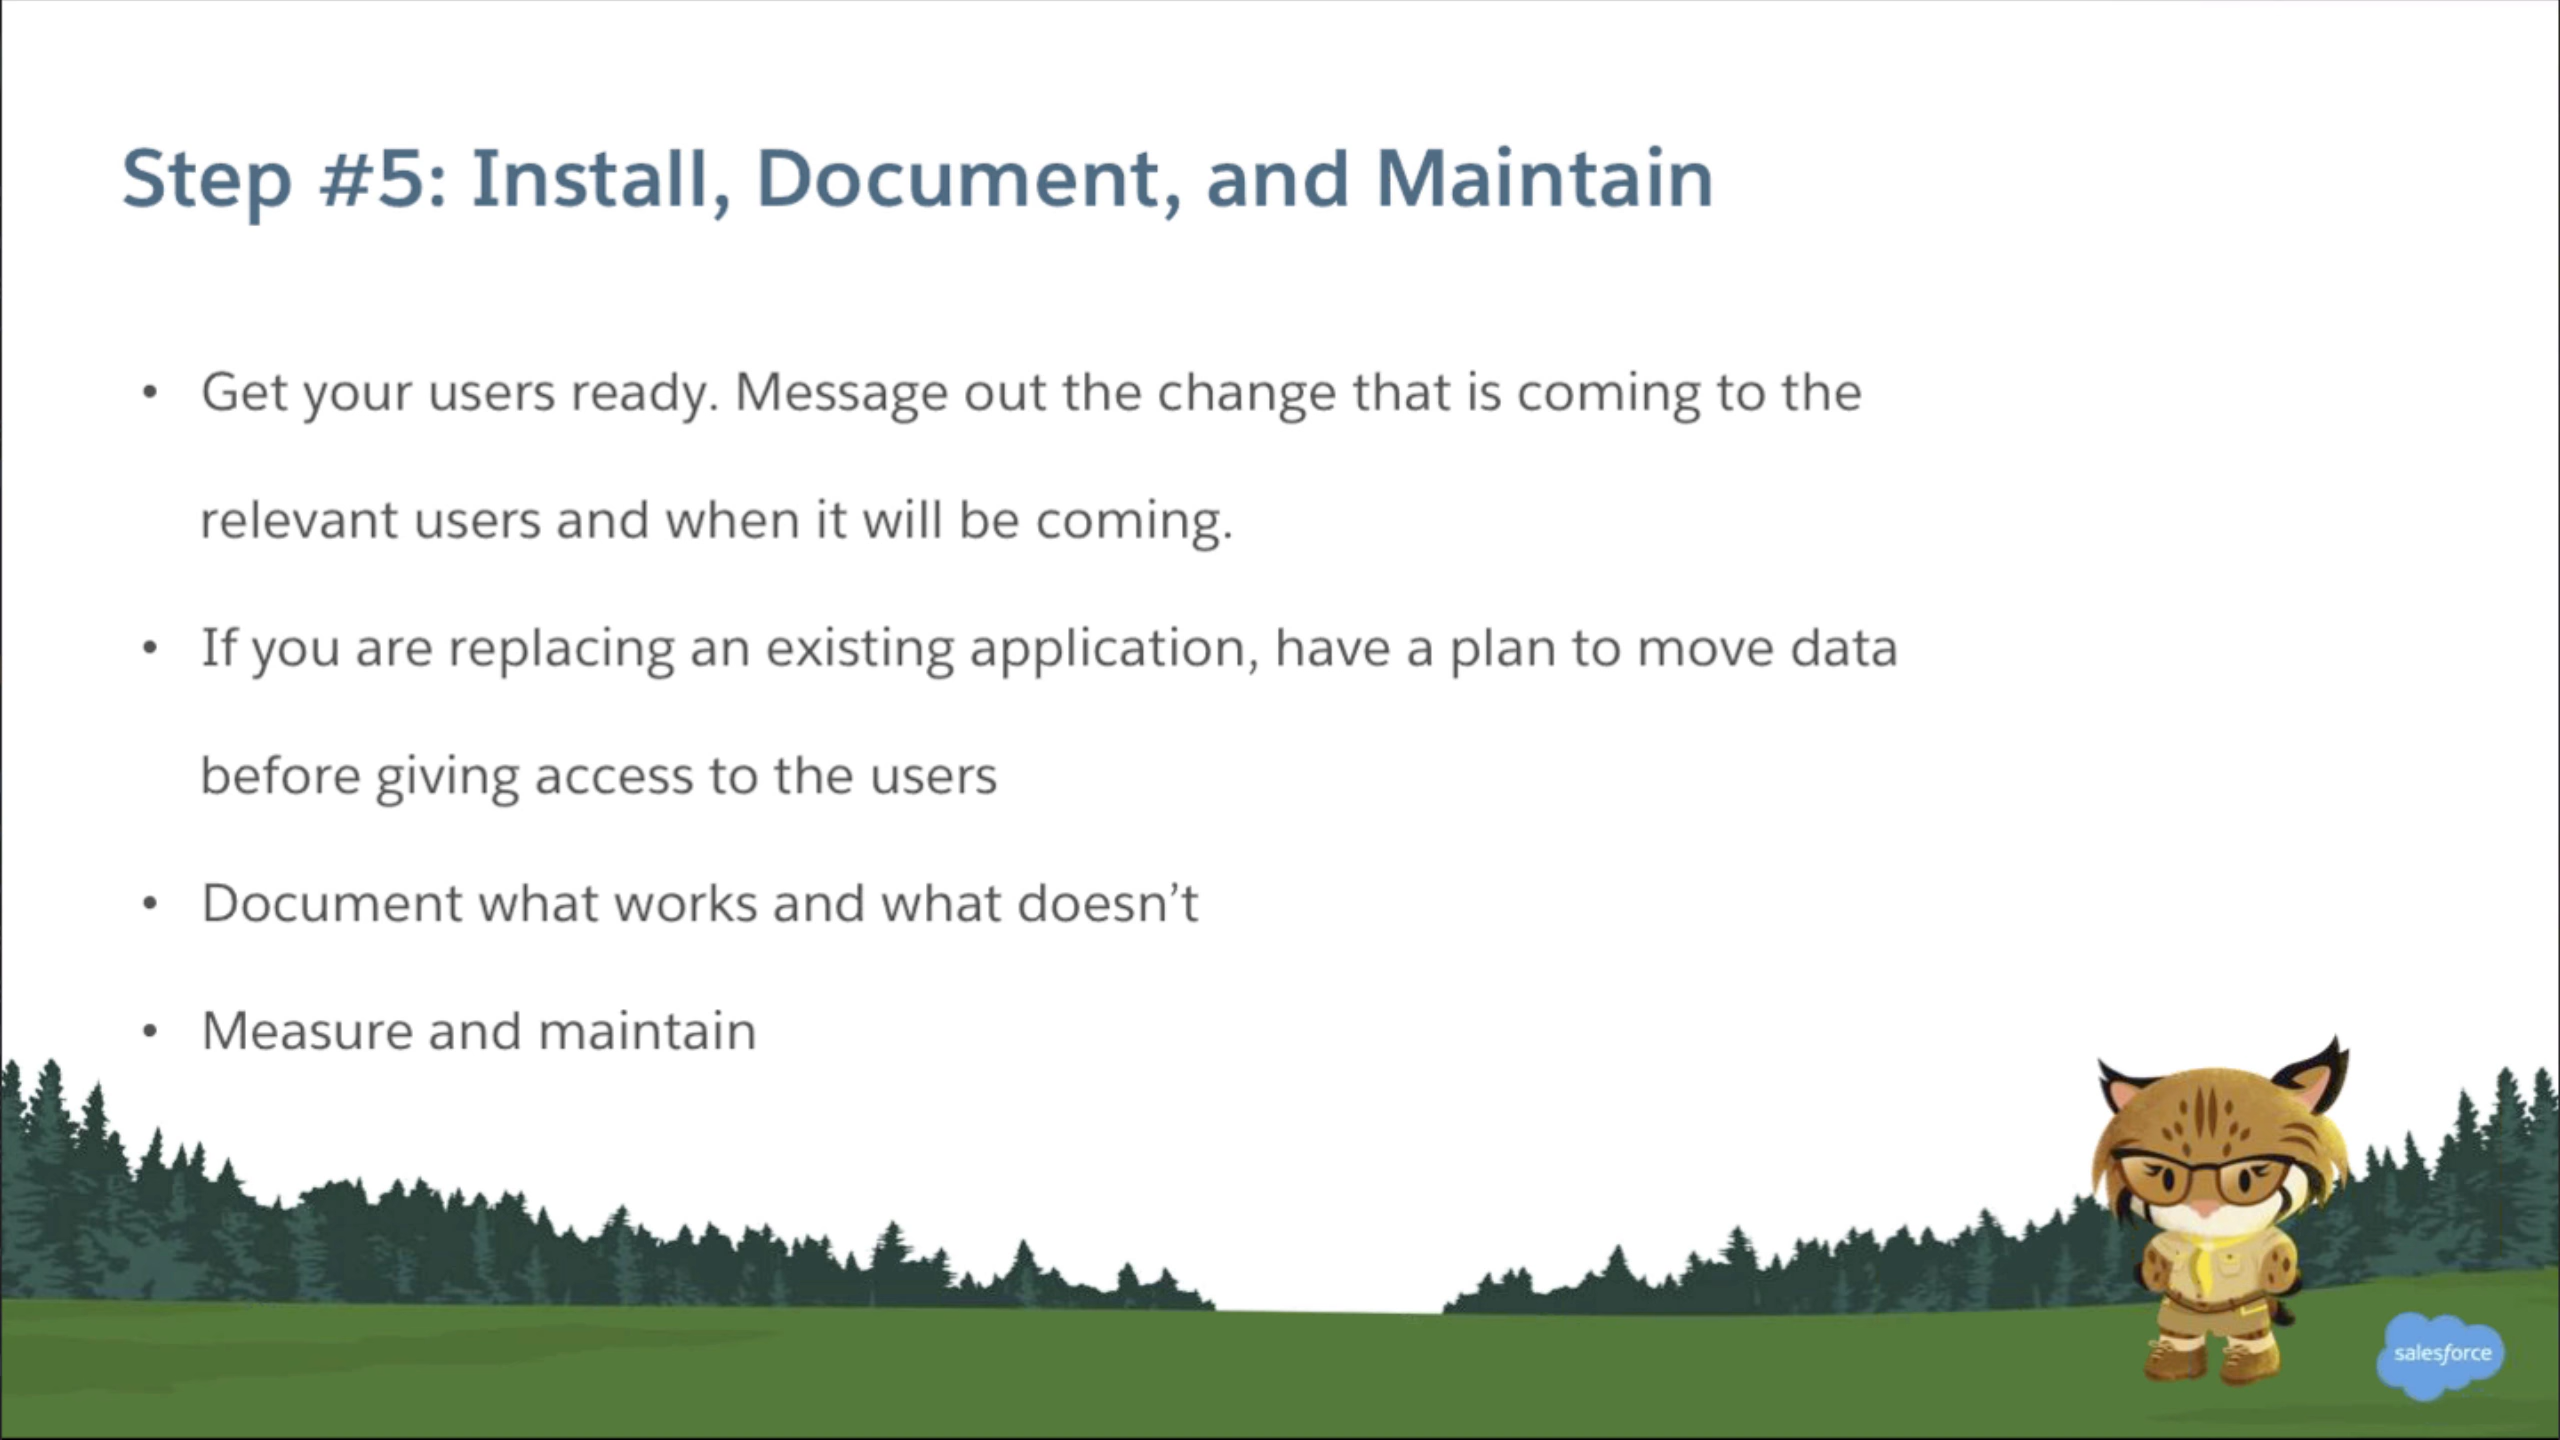 Step #5: Install, Document, and Maintain
• Get your users ready. Message out the change that is coming to the
relevant users and when it will be coming.
• If you are replacing an existing application, have a plan to move data
before giving access to the users
• Document what works and what doesn’t
• Measure and maintain
salesforce